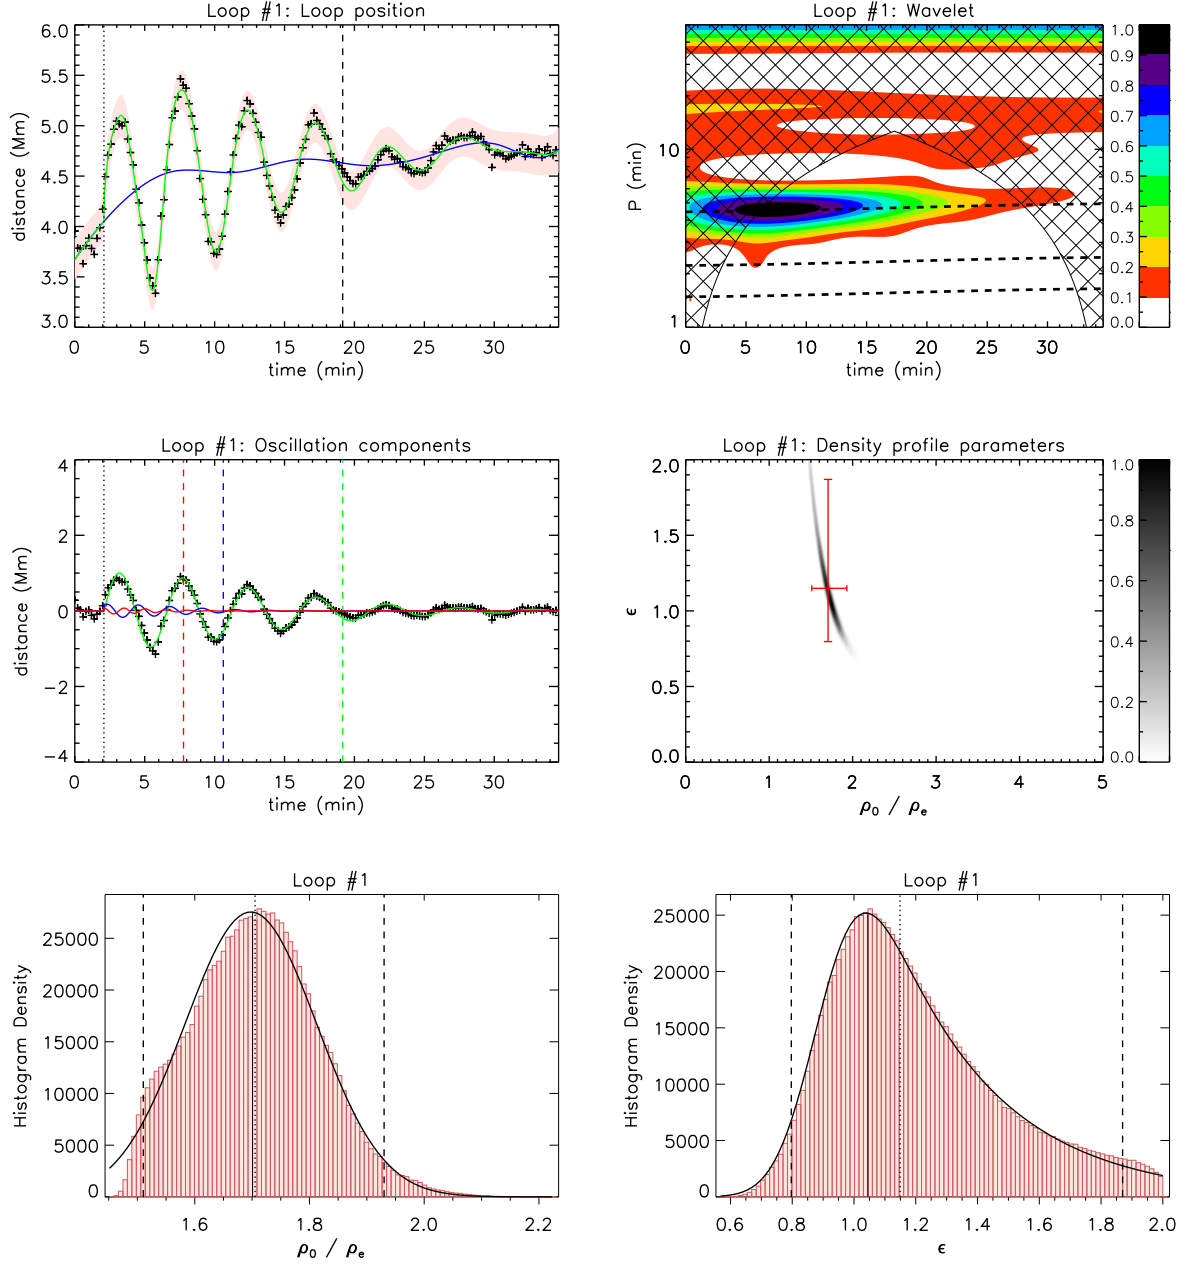 Loop #1: Loop position
6.0
5.5
5.0
4.5
4.0
3.5
3.0
distance (Mm)
0 5 10 15 20 25 30
time (min)
Loop #1: Wavelet
10
1
P (min)
0 5 10 15 20 25 30
time (min)
1.0
0.9
0.8
0.7
0.6
0.5
0.4
0.3
0.2
0.1
0.0
Loop #1: Oscillation components
4
2
0
−2
−4
distance (Mm)
0 5 10 15 20 25 30
time (min)
Loop #1: Density profile parameters
2.0
1.5
1.0
0.5
0.0
ϵ
0 1 2 3 4 5
ρ₀ / ρₑ
1.0
0.8
0.6
0.4
0.2
0.0
Loop #1
25000
20000
15000
10000
5000
0
Histogram Density
1.6 1.8 2.0 2.2
ρ₀ / ρₑ
Loop #1
25000
20000
15000
10000
5000
0
Histogram Density
0.6 0.8 1.0 1.2 1.4 1.6 1.8 2.0
ϵ